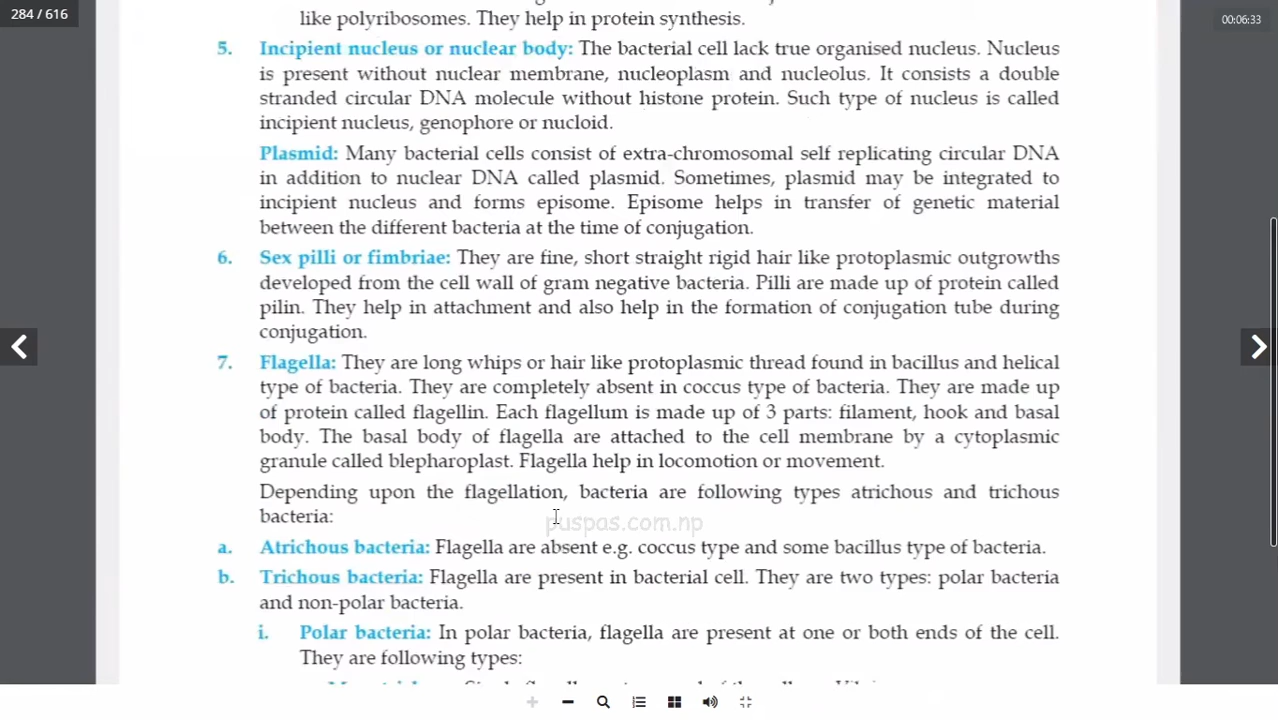 284 / 616
00:06:33
like polyribosomes. They help in protein synthesis.
5. Incipient nucleus or nuclear body: The bacterial cell lack true organised nucleus. Nucleus
is present without nuclear membrane, nucleoplasm and nucleolus. It consists a double
stranded circular DNA molecule without histone protein. Such type of nucleus is called
incipient nucleus, genophore or nucloid.
Plasmid: Many bacterial cells consist of extra-chromosomal self replicating circular DNA
in addition to nuclear DNA called plasmid. Sometimes, plasmid may be integrated to
incipient nucleus and forms episome. Episome helps in transfer of genetic material
between the different bacteria at the time of conjugation.
6. Sex pilli or fimbriae: They are fine, short straight rigid hair like protoplasmic outgrowths
developed from the cell wall of gram negative bacteria. Pilli are made up of protein called
pilin. They help in attachment and also help in the formation of conjugation tube during
conjugation.
7. Flagella: They are long whips or hair like protoplasmic thread found in bacillus and helical
type of bacteria. They are completely absent in coccus type of bacteria. They are made up
of protein called flagellin. Each flagellum is made up of 3 parts: filament, hook and basal
body. The basal body of flagella are attached to the cell membrane by a cytoplasmic
granule called blepharoplast. Flagella help in locomotion or movement.
Depending upon the flagellation, bacteria are following types atrichous and trichous
bacteria:
puspas.com.np
a. Atrichous bacteria: Flagella are absent e.g. coccus type and some bacillus type of bacteria.
b. Trichous bacteria: Flagella are present in bacterial cell. They are two types: polar bacteria
and non-polar bacteria.
i. Polar bacteria: In polar bacteria, flagella are present at one or both ends of the cell.
They are following types: